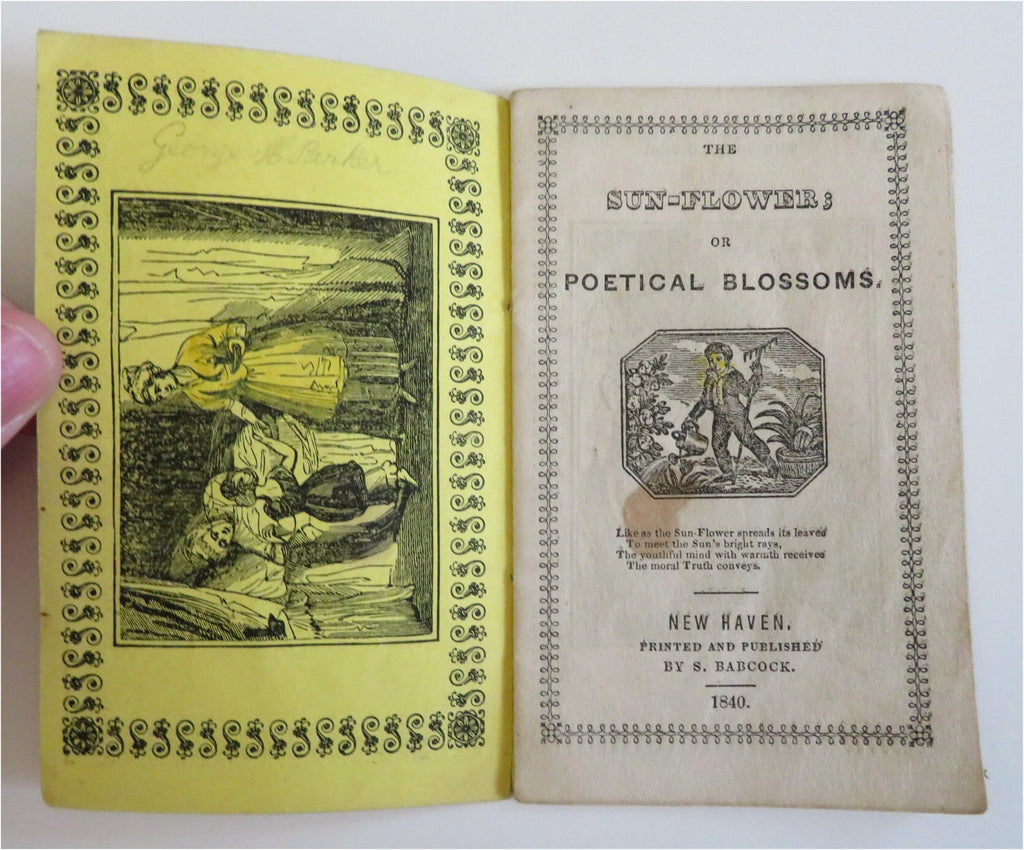 George A Parker
THE
SUN-FLOWER;
OR
POETICAL BLOSSOMS.
Like as the Sun-Flower spreads its leaves
To meet the Sun's bright rays,
The youthful mind with warmth receives
The moral Truth conveys.
NEW HAVEN.
PRINTED AND PUBLISHED
BY S. BABCOCK.
1840.